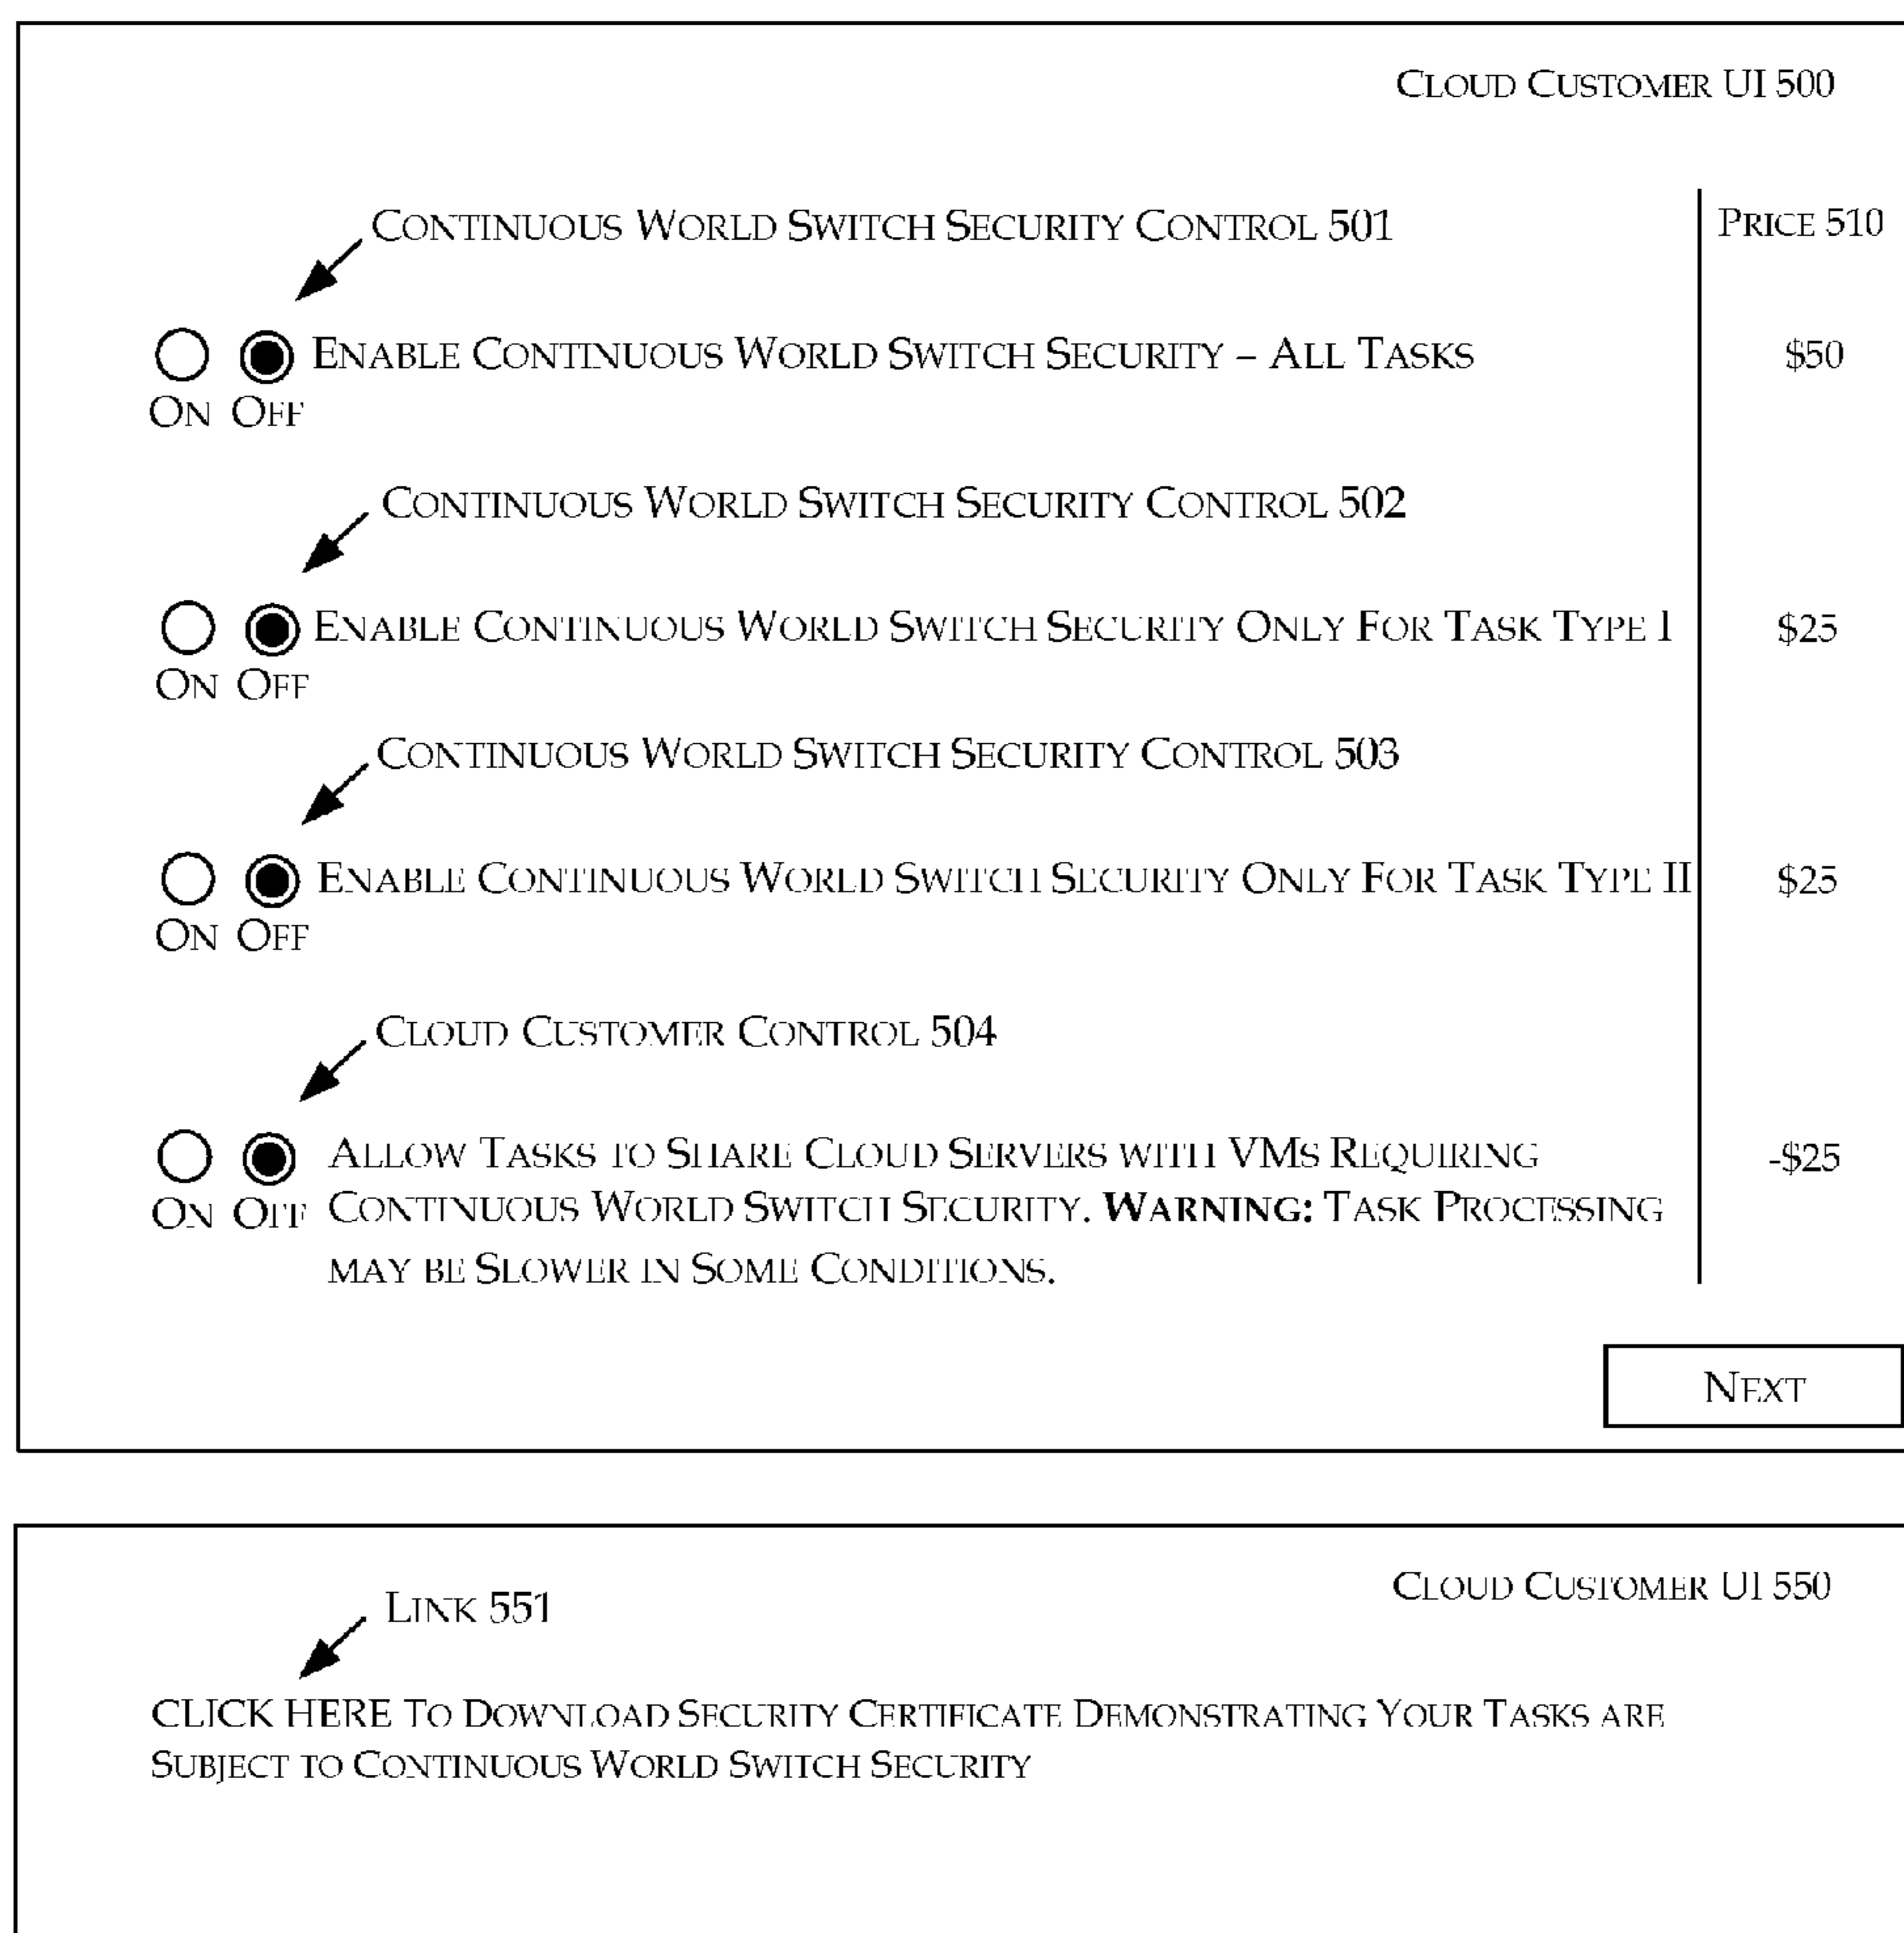 Cloud Customer UI 500
Continuous World Switch Security Control 501
Price 510
Enable Continuous World Switch Security – All Tasks
$50
On Off
Continuous World Switch Security Control 502
Enable Continuous World Switch Security Only For Task Type I
$25
On Off
Continuous World Switch Security Control 503
Enable Continuous World Switch Security Only For Task Type II
$25
On Off
Cloud Customer Control 504
Allow Tasks to Share Cloud Servers with VMs Requiring
-$25
On Off
Continuous World Switch Security. Warning: Task Processing
may be Slower in Some Conditions.
Next
Cloud Customer UI 550
Link 551
CLICK HERE To Download Security Certificate Demonstrating Your Tasks are
Subject to Continuous World Switch Security